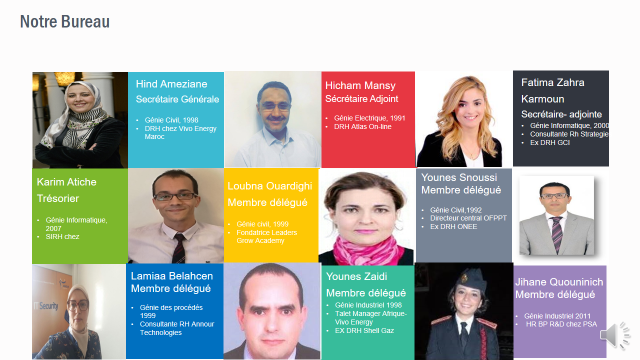 Notre Bureau
Hind Ameziane
Secrétaire Générale
• Génie Civil, 1998
• DRH chez Vivo Energy
Maroc
Hicham Mansy
Sécrétaire Adjoint
• Génie Electrique, 1991
• DRH Atlas On-line
Fatima Zahra
Karmoun
Secrétaire- adjointe
• Génie Informatique, 2000
• Consultante Rh Strategie
• Ex DRH GCI
Karim Atiche
Trésorier
• Génie Informatique,
2007
• SIRH chez
Loubna Ouardighi
Membre délégué
• Génie civil, 1999
• Fondatrice Leaders
Grow Academy
Younes Snoussi
Membre délégué
• Génie Civil,1992
• Directeur central OFPPT
• Ex DRH ONEE
Security
Lamiaa Belahcen
Membre délégué
• Génie des procédés
1999
• Consultante RH Annour
Technologies
Younes Zaidi
Membre délégué
• Génie Industriel 1998
• Talet Manager Afrique-
Vivo Energy
• EX DRH Shell Gaz
Jihane Quouninich
Membre délégué
• Génie Industriel 2011
• HR BP R&D chez PSA